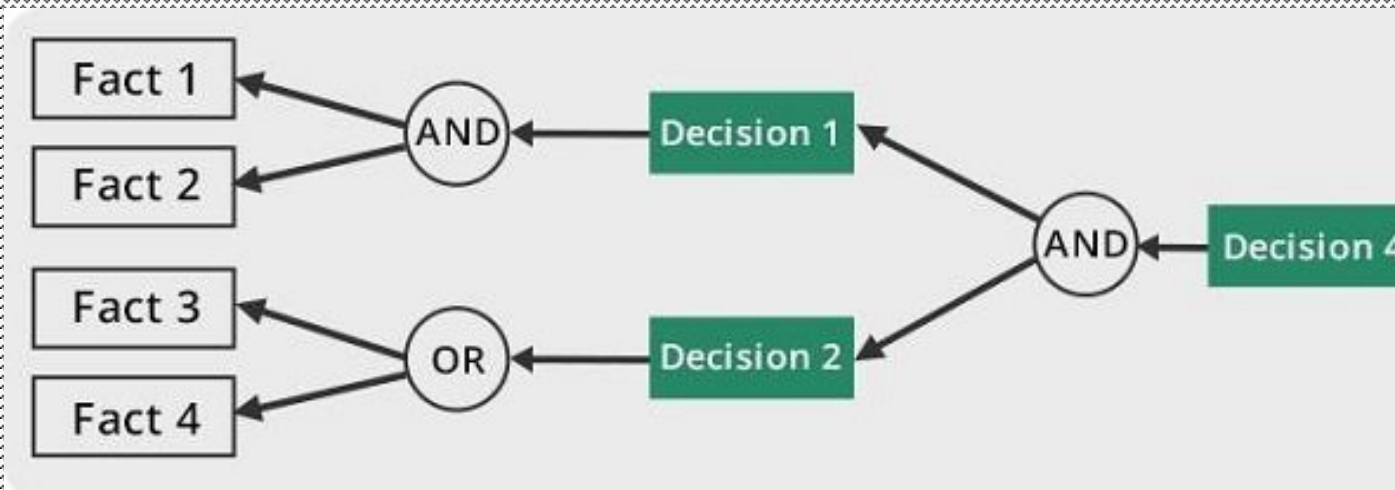 Fact 1
Fact 2
AND
Decision 1
Fact 3
Fact 4
OR
Decision 2
AND
Decision 4